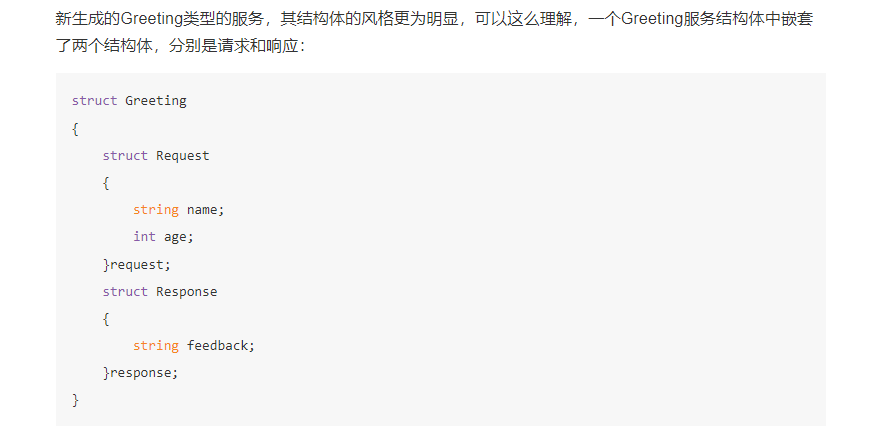 新生成的Greeting类型的服务，其结构体的风格更为明显，可以这么理解，一个Greeting服务结构体中嵌套
了两个结构体，分别是请求和响应：
struct Greeting
{
    struct Request
    {
        string name;
        int age;
    }request;
    struct Response
    {
        string feedback;
    }response;
}